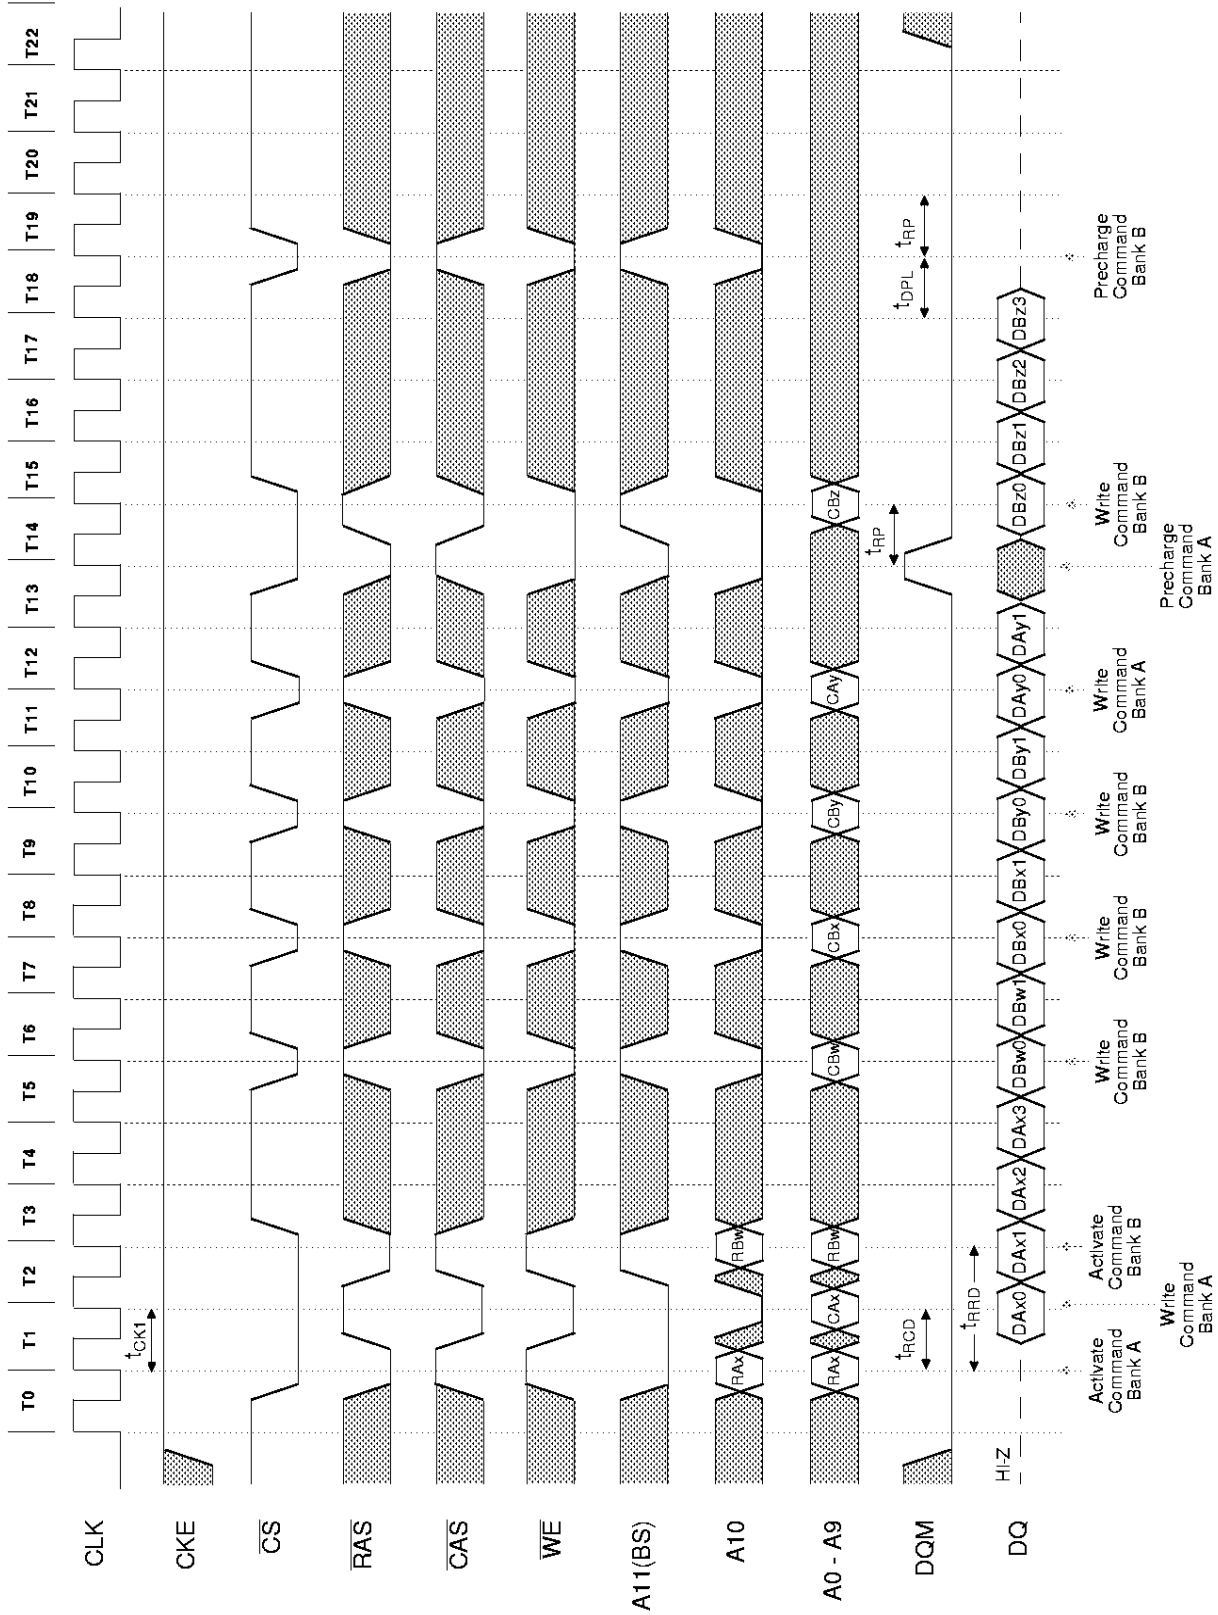 T0 T1 T2 T3 T4 T5 T6 T7 T8 T9 T10 T11 T12 T13 T14 T15 T16 T17 T18 T19 T20 T21 T22
CLK
tCK1
CKE
CS
RAS
CAS
WE
A11(BS)
A10
RAx RBw
A0 - A9
RAx CAx RBw CBw CBx CBy CAy CBz
DQM
tRCD tRP tDPL tRP
tRRD
DQ
HI-Z
DAx0 DAx1 DAx2 DAx3 DBw0 DBw1 DBx0 DBx1 DBy0 DBy1 DAy0 DAy1 DBz0 DBz1 DBz2 DBz3
Activate
Command
Bank A
Write
Command
Bank A
Activate
Command
Bank B
Write
Command
Bank B
Write
Command
Bank B
Write
Command
Bank B
Write
Command
Bank A
Precharge
Command
Bank A
Write
Command
Bank B
Precharge
Command
Bank B